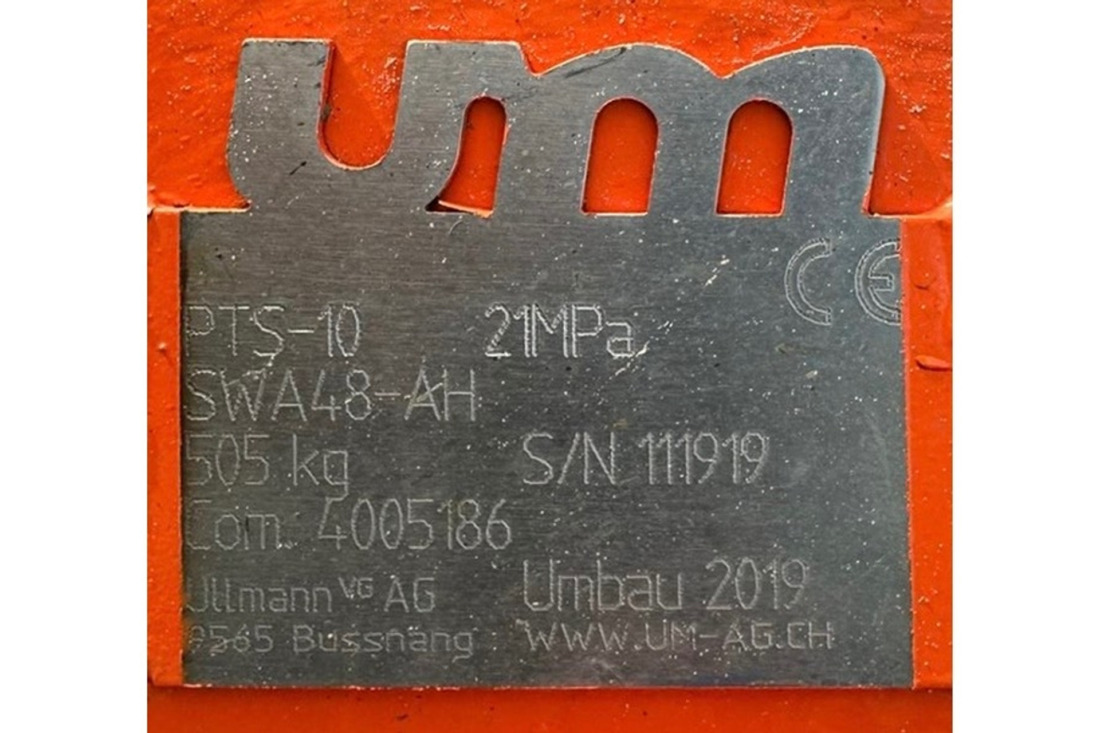 um
CE
PTS-10 21MPa
SWA48-AH
505 kg S/N 111919
Com. 4005186
Ullmann VG AG Umbau 2019
9565 Bussnang WWW.UM-AG.CH